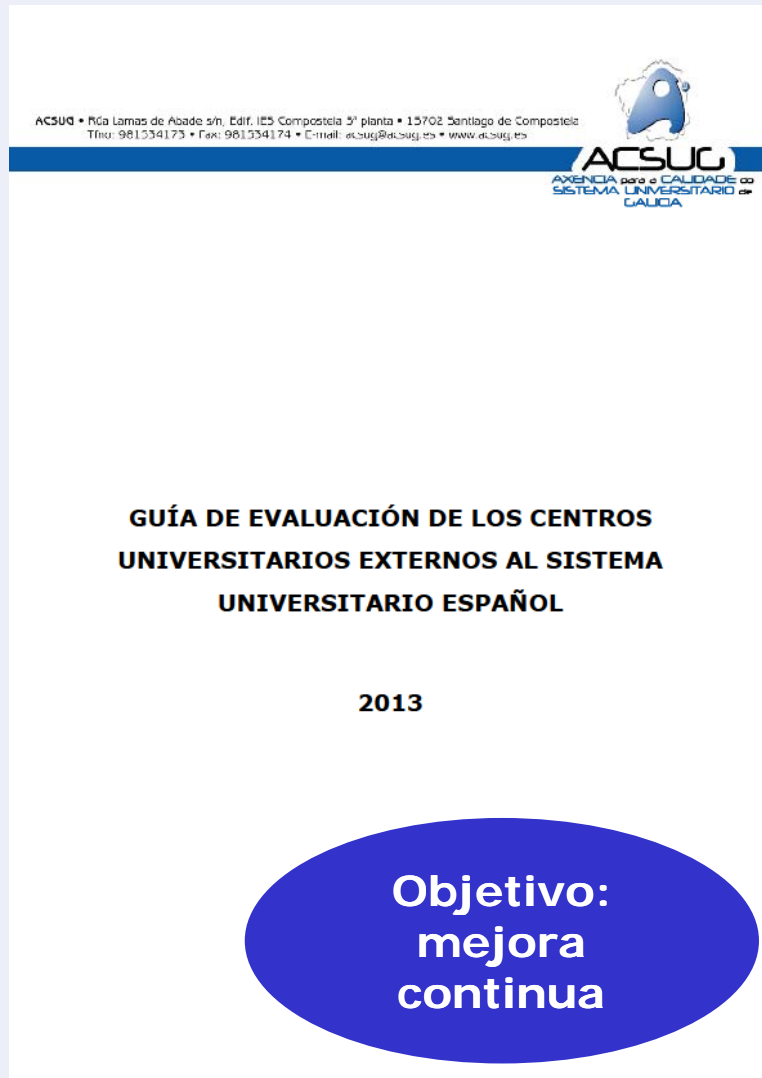 ACSUG • Rúa Lamas de Abade s/n, Edif. IES Compostela 5ª planta • 15702 Santiago de Compostela
Tfno: 981534173 • Fax: 981534174 • E-mail: acsug@acsug.es • www.acsug.es
ACSUG
AXENCIA para a CALIDADE do
SISTEMA UNIVERSITARIO de
GALICIA
GUÍA DE EVALUACIÓN DE LOS CENTROS
UNIVERSITARIOS EXTERNOS AL SISTEMA
UNIVERSITARIO ESPAÑOL
2013
Objetivo:
mejora
continua